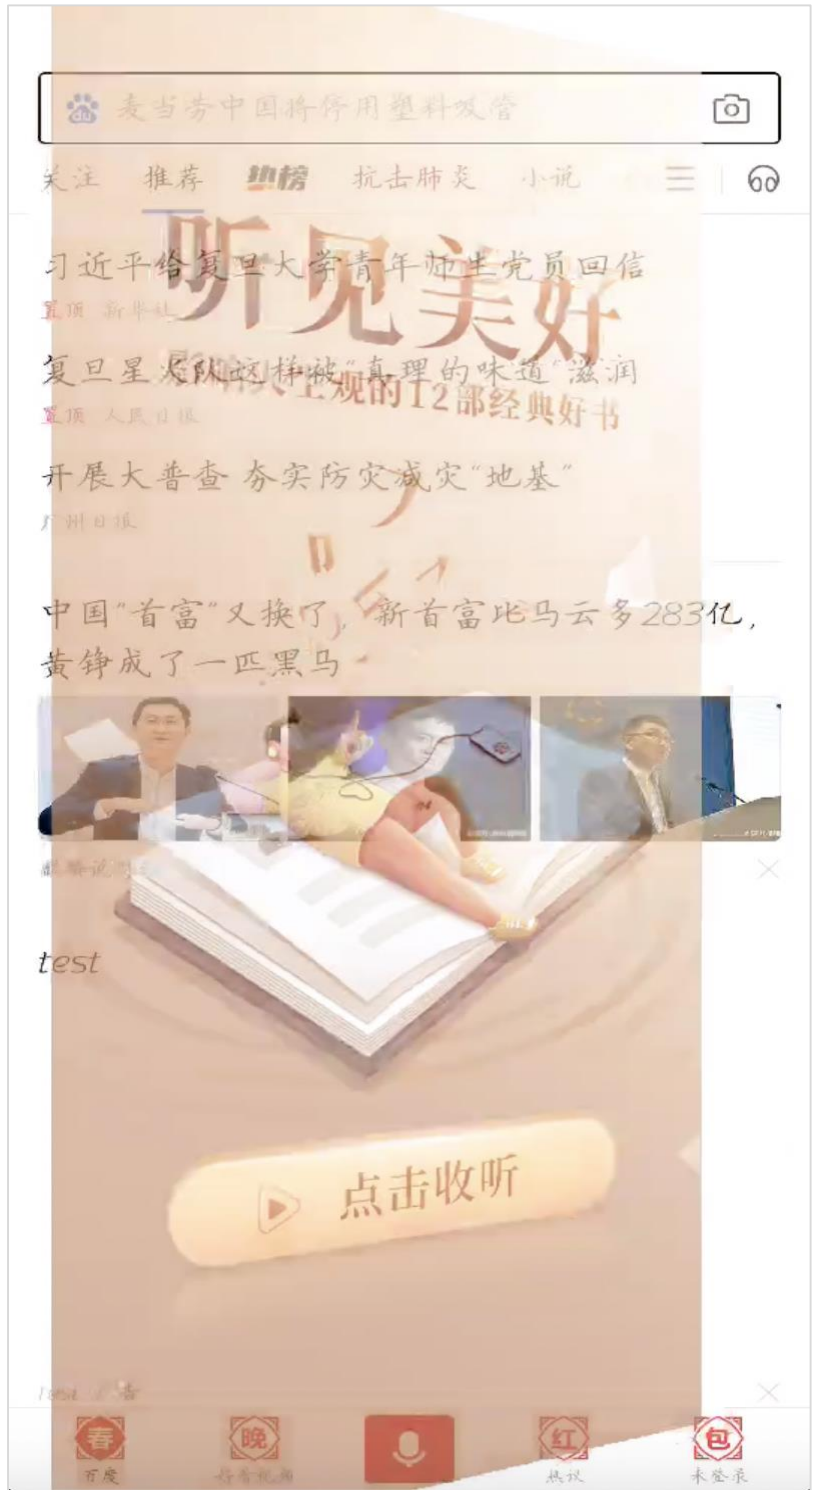 麦当劳中国将停用塑料吸管
关注 推荐 热榜 抗击肺炎 小说
听见美好
习近平给复旦大学青年师生党员回信
置顶 新华社
复旦星火队这样被"真理的味道"滋润
观的12部经典好书
置顶 人民日报
开展大普查 夯实防灾减灾"地基"
广州日报
中国"首富"又换了，新首富比马云多283亿，
黄铮成了一匹黑马
test
点击收听
春 晚 红 包
百度 好看视频 热议 未登录